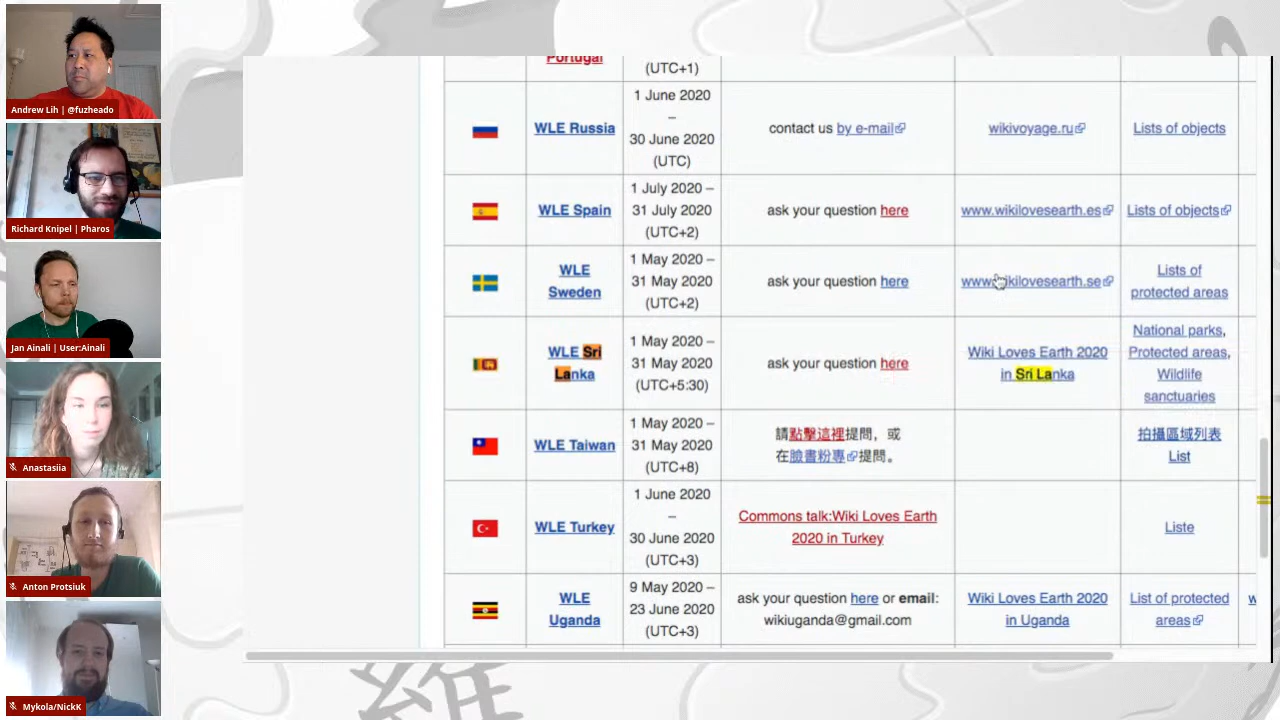 Andrew Lih | @fuzheado
Richard Knipel | Pharos
Jan Ainali | User:Ainali
Anastasiia
Anton Protsiuk
Mykola/NickK
Portugal
(UTC+1)
WLE Russia
1 June 2020
–
30 June 2020
(UTC)
contact us by e-mail
wikivoyage.ru
Lists of objects
WLE Spain
1 July 2020 –
31 July 2020
(UTC+2)
ask your question here
www.wikilovesearth.es
Lists of objects
WLE
Sweden
1 May 2020 –
31 May 2020
(UTC+2)
ask your question here
www.wikilovesearth.se
Lists of
protected areas
WLE Sri
Lanka
1 May 2020 –
31 May 2020
(UTC+5:30)
ask your question here
Wiki Loves Earth 2020
in Sri Lanka
National parks,
Protected areas,
Wildlife
sanctuaries
WLE Taiwan
1 May 2020 –
31 May 2020
(UTC+8)
請點擊這裡提問，或
在臉書粉專提問。
拍攝區域列表
List
WLE Turkey
1 June 2020
–
30 June 2020
(UTC+3)
Commons talk:Wiki Loves Earth
2020 in Turkey
Liste
WLE
Uganda
9 May 2020 –
23 June 2020
(UTC+3)
ask your question here or email:
wikiuganda@gmail.com
Wiki Loves Earth 2020
in Uganda
List of protected
areas
w
維